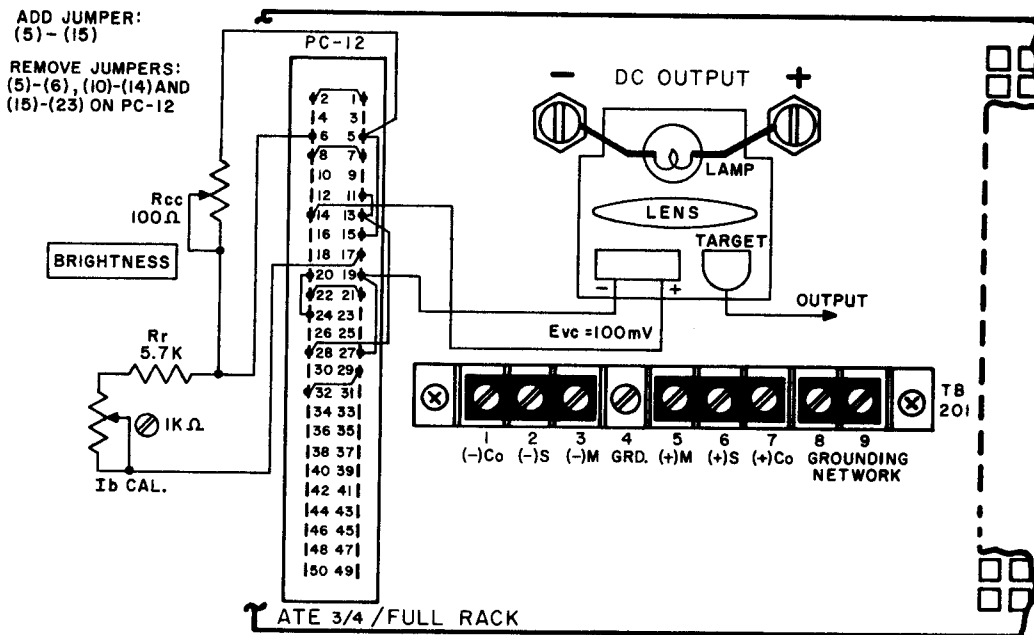 ADD JUMPER:
(5)-(15)
REMOVE JUMPERS:
(5)-(6), (10)-(14) AND
(15)-(23) ON PC-12
PC-12
2 1
4 3
6 5
8 7
10 9
12 11
14 13
16 15
18 17
20 19
22 21
24 23
26 25
28 27
30 29
32 31
34 33
36 35
38 37
40 39
42 41
44 43
46 45
48 47
50 49
Rcc
100Ω
BRIGHTNESS
Rr
5.7K
1KΩ
Ib CAL.
- DC OUTPUT +
LAMP
LENS
TARGET
- +
OUTPUT
Evc =100mV
TB
201
1 2 3 4 5 6 7 8 9
(-)Co (-)S (-)M GRD. (+)M (+)S (+)Co GROUNDING
NETWORK
ATE 3/4 /FULL RACK